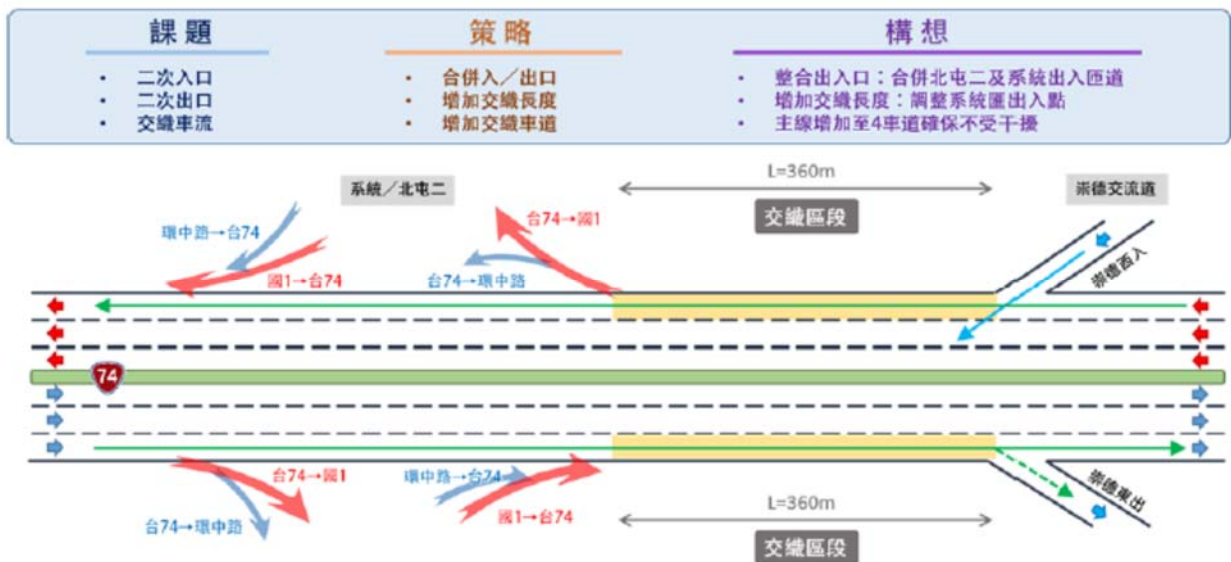 課題
二次入口
二次出口
交織車流
策略
合併入／出口
增加交織長度
增加交織車道
構想
整合出入口：合併北屯二及系統出入匝道
增加交織長度：調整系統匯出入點
主線增加至4車道確保不受干擾
系統／北屯二
L=360m
崇德交流道
交織區段
環中路→台74
台74→國1
國1→台74
台74→環中路
崇德西入
74
台74→國1
環中路→台74
台74→環中路
國1→台74
崇德東出
L=360m
交織區段